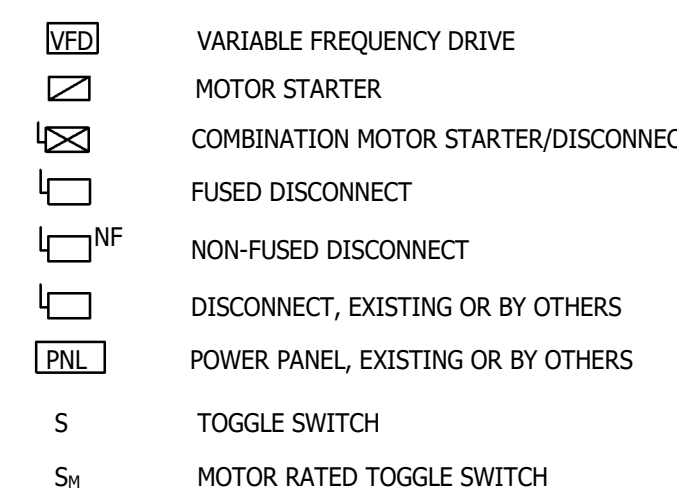 VFD VARIABLE FREQUENCY DRIVE
MOTOR STARTER
COMBINATION MOTOR STARTER/DISCONNEC
FUSED DISCONNECT
NF NON-FUSED DISCONNECT
DISCONNECT, EXISTING OR BY OTHERS
PNL POWER PANEL, EXISTING OR BY OTHERS
S TOGGLE SWITCH
SM MOTOR RATED TOGGLE SWITCH